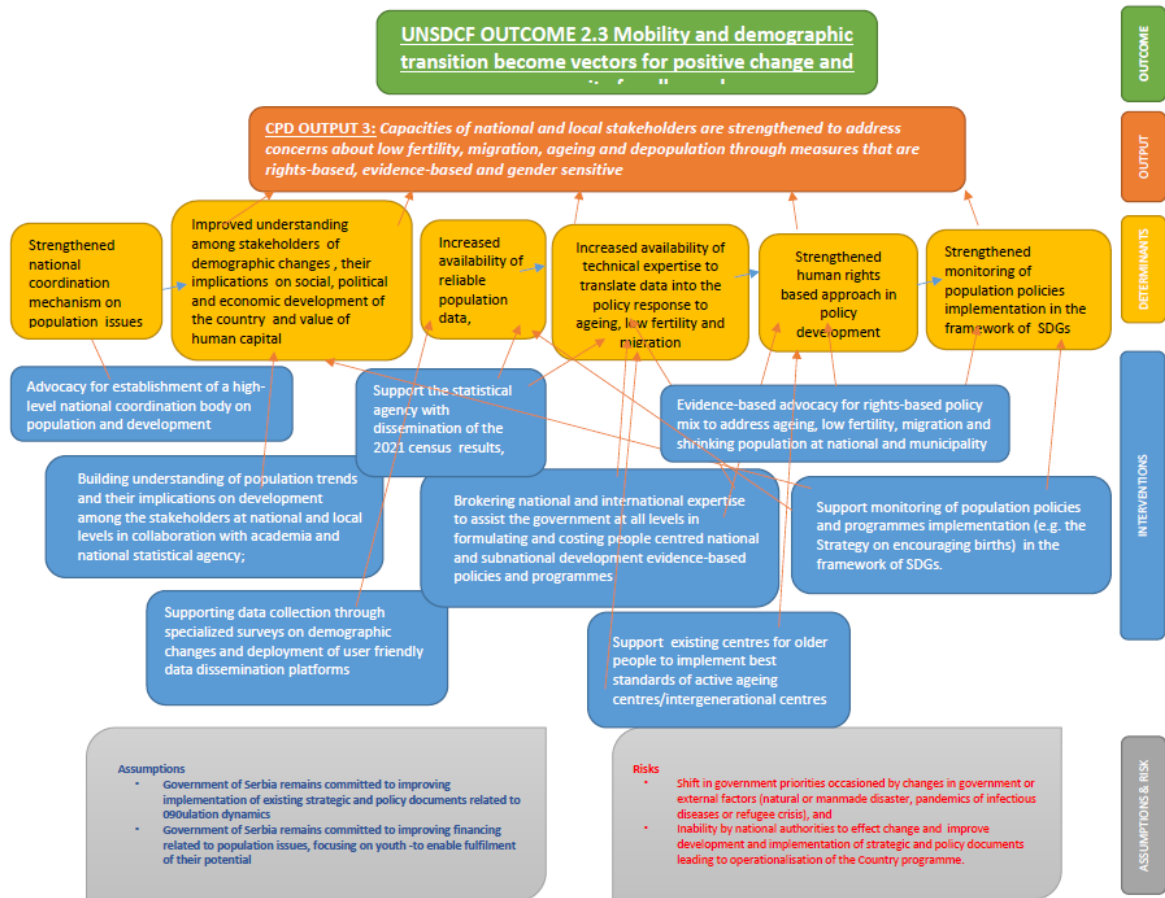 UNSDCF OUTCOME 2.3 Mobility and demographic
transition become vectors for positive change and
OUTCOME
CPD OUTPUT 3: Capacities of national and local stakeholders are strengthened to address
concerns about low fertility, migration, ageing and depopulation through measures that are
rights-based, evidence-based and gender sensitive
OUTPUT
Strengthened
national
coordination
mechanism on
population issues
Improved understanding
among stakeholders of
demographic changes , their
implications on social, political
and economic development of
the country and value of
human capital
Increased
availability of
reliable
population
data,
Increased availability of
technical expertise to
translate data into the
policy response to
ageing, low fertility and
migration
Strengthened
human rights
based approach in
policy
development
Strengthened
monitoring of
population policies
implementation in the
framework of SDGs
DETERMINANTS
Advocacy for establishment of a high-
level national coordination body on
population and development
Support the statistical
agency with
dissemination of the
2021 census results,
Evidence-based advocacy for rights-based policy
mix to address ageing, low fertility, migration and
shrinking population at national and municipality
Building understanding of population trends
and their implications on development
among the stakeholders at national and local
levels in collaboration with academia and
national statistical agency;
Brokering national and international expertise
to assist the government at all levels in
formulating and costing people centred national
and subnational development evidence-based
policies and programmes
Support monitoring of population policies
and programmes implementation (e.g. the
Strategy on encouraging births) in the
framework of SDGs.
Supporting data collection through
specialized surveys on demographic
changes and deployment of user friendly
data dissemination platforms
Support existing centres for older
people to implement best
standards of active ageing
centres/intergenerational centres
INTERVENTIONS
Assumptions
• Government of Serbia remains committed to improving
implementation of existing strategic and policy documents related to
090ulation dynamics
• Government of Serbia remains committed to improving financing
related to population issues, focusing on youth -to enable fulfilment
of their potential
Risks
• Shift in government priorities occasioned by changes in government or
external factors (natural or manmade disaster, pandemics of infectious
diseases or refugee crisis), and
• Inability by national authorities to effect change and improve
development and implementation of strategic and policy documents
leading to operationalisation of the Country programme.
ASSUMPTIONS & RISK